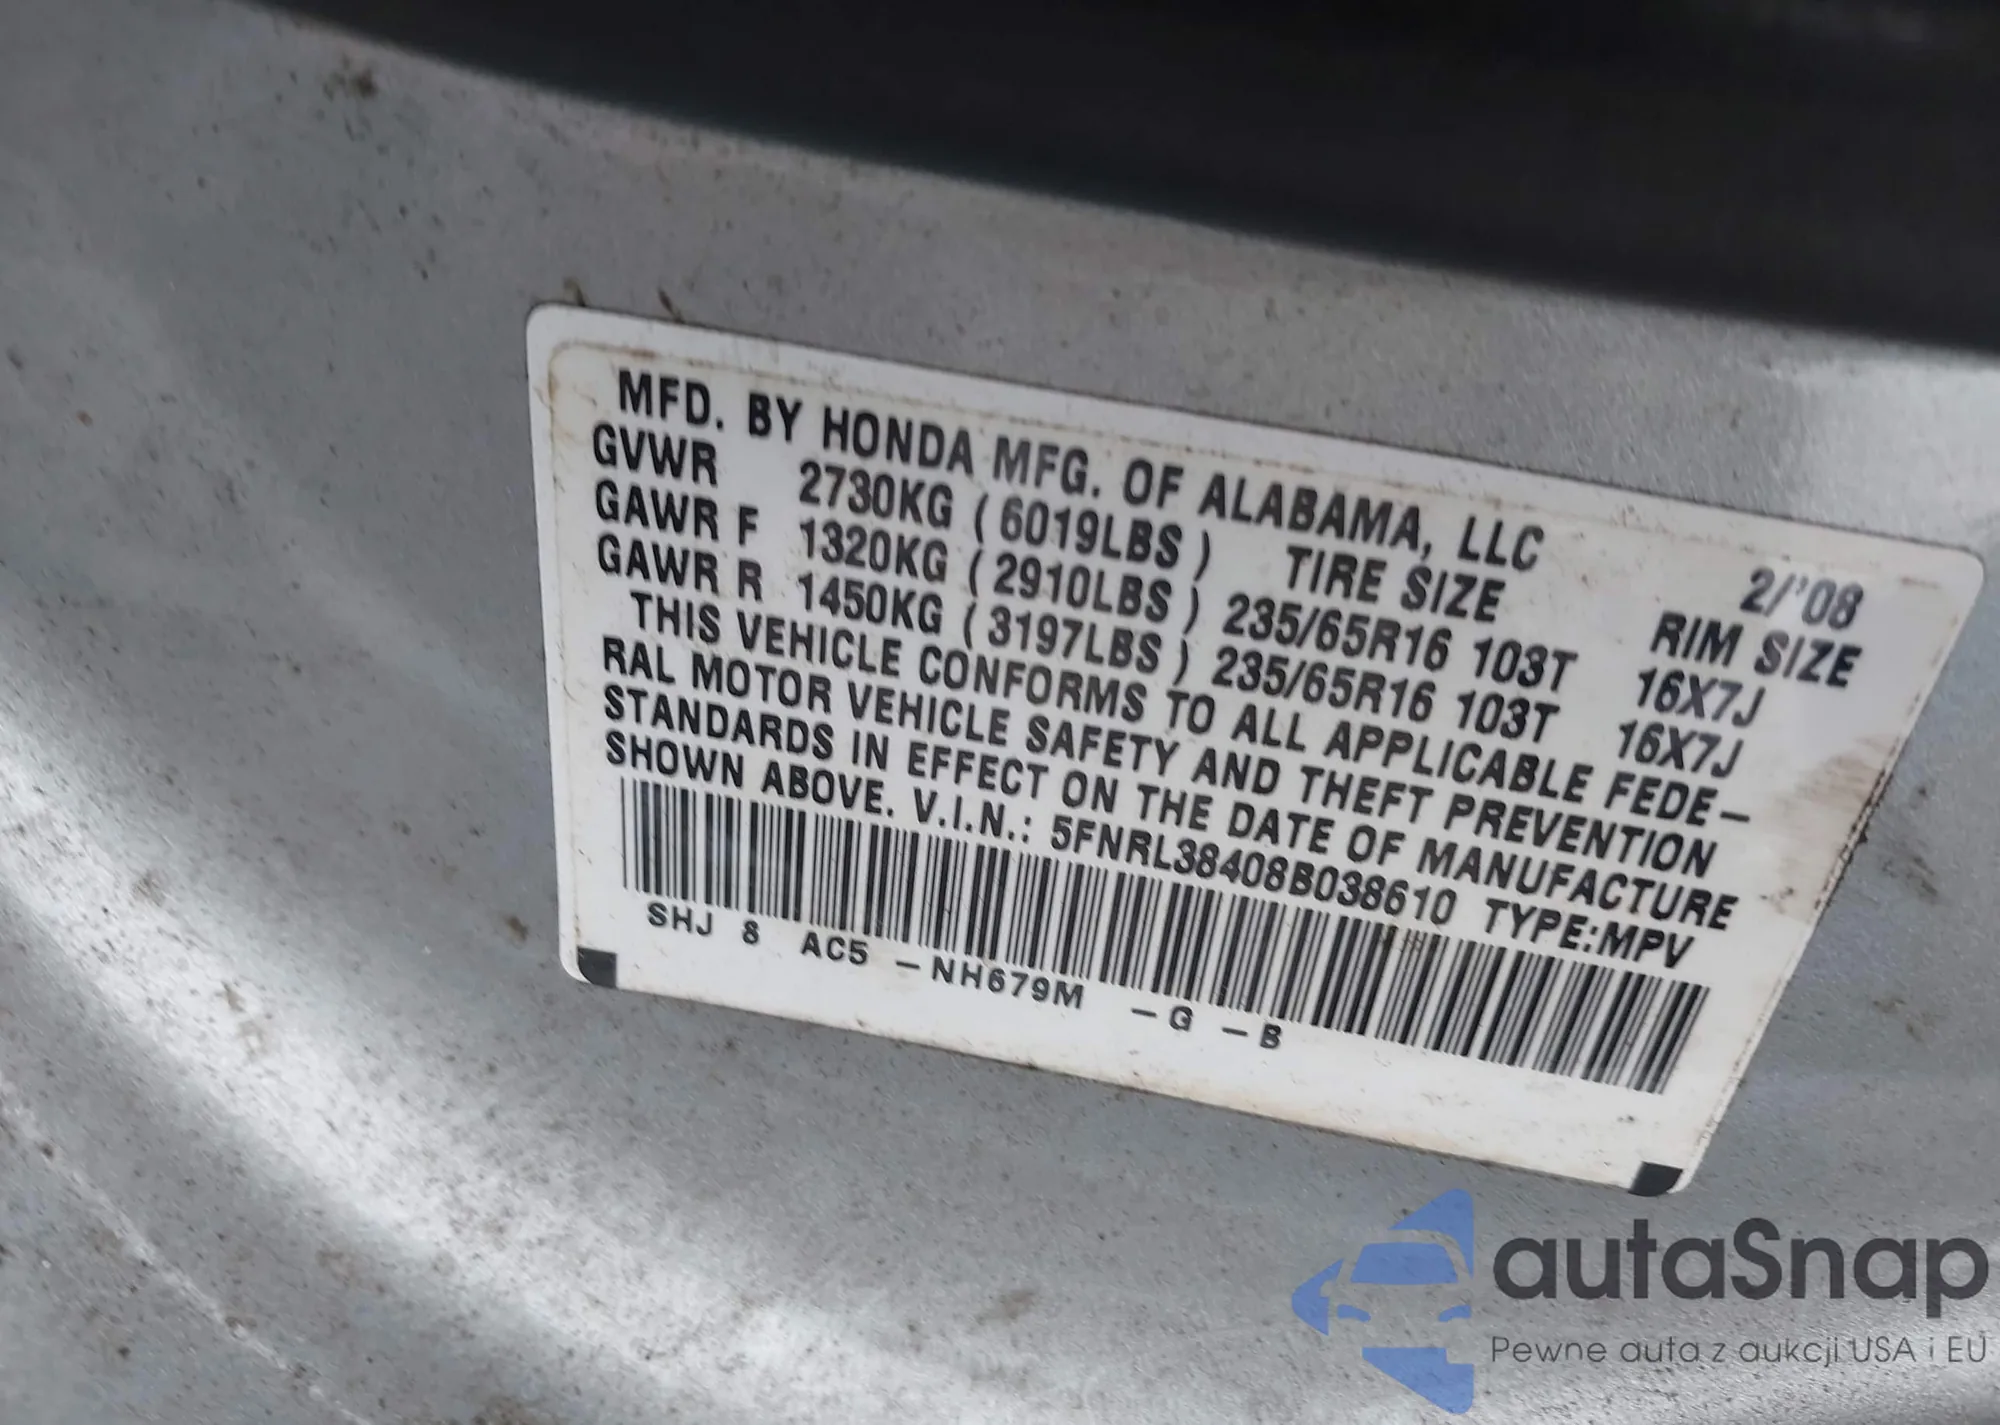 MFD. BY HONDA MFG. OF ALABAMA, LLC 2/'08
GVWR 2730KG ( 6019LBS ) TIRE SIZE RIM SIZE
GAWR F 1320KG ( 2910LBS ) 235/65R16 103T 16X7J
GAWR R 1450KG ( 3197LBS ) 235/65R16 103T 16X7J
THIS VEHICLE CONFORMS TO ALL APPLICABLE FEDE-
RAL MOTOR VEHICLE SAFETY AND THEFT PREVENTION
STANDARDS IN EFFECT ON THE DATE OF MANUFACTURE
SHOWN ABOVE. V.I.N.: 5FNRL38408B038610 TYPE:MPV
SHJ 8 AC5 -NH679M -G -B
autaSnap
Pewne auta z aukcji USA i EU